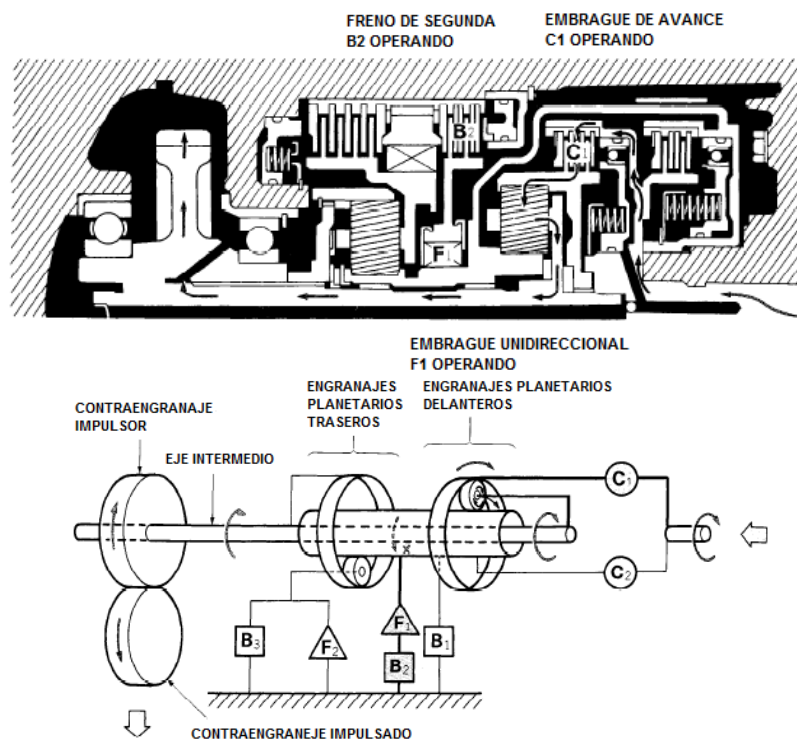 FRENO DE SEGUNDA
B2 OPERANDO
EMBRAGUE DE AVANCE
C1 OPERANDO
B2
C1
F1
EMBRAGUE UNIDIRECCIONAL
F1 OPERANDO
ENGRANAJES
PLANETARIOS
TRASEROS
ENGRANAJES PLANETARIOS
DELANTEROS
CONTRAENGRANAJE
IMPULSOR
EJE INTERMEDIO
C1
X
C2
B3
F2
F1
B2
B1
CONTRAENGRANEJE IMPULSADO